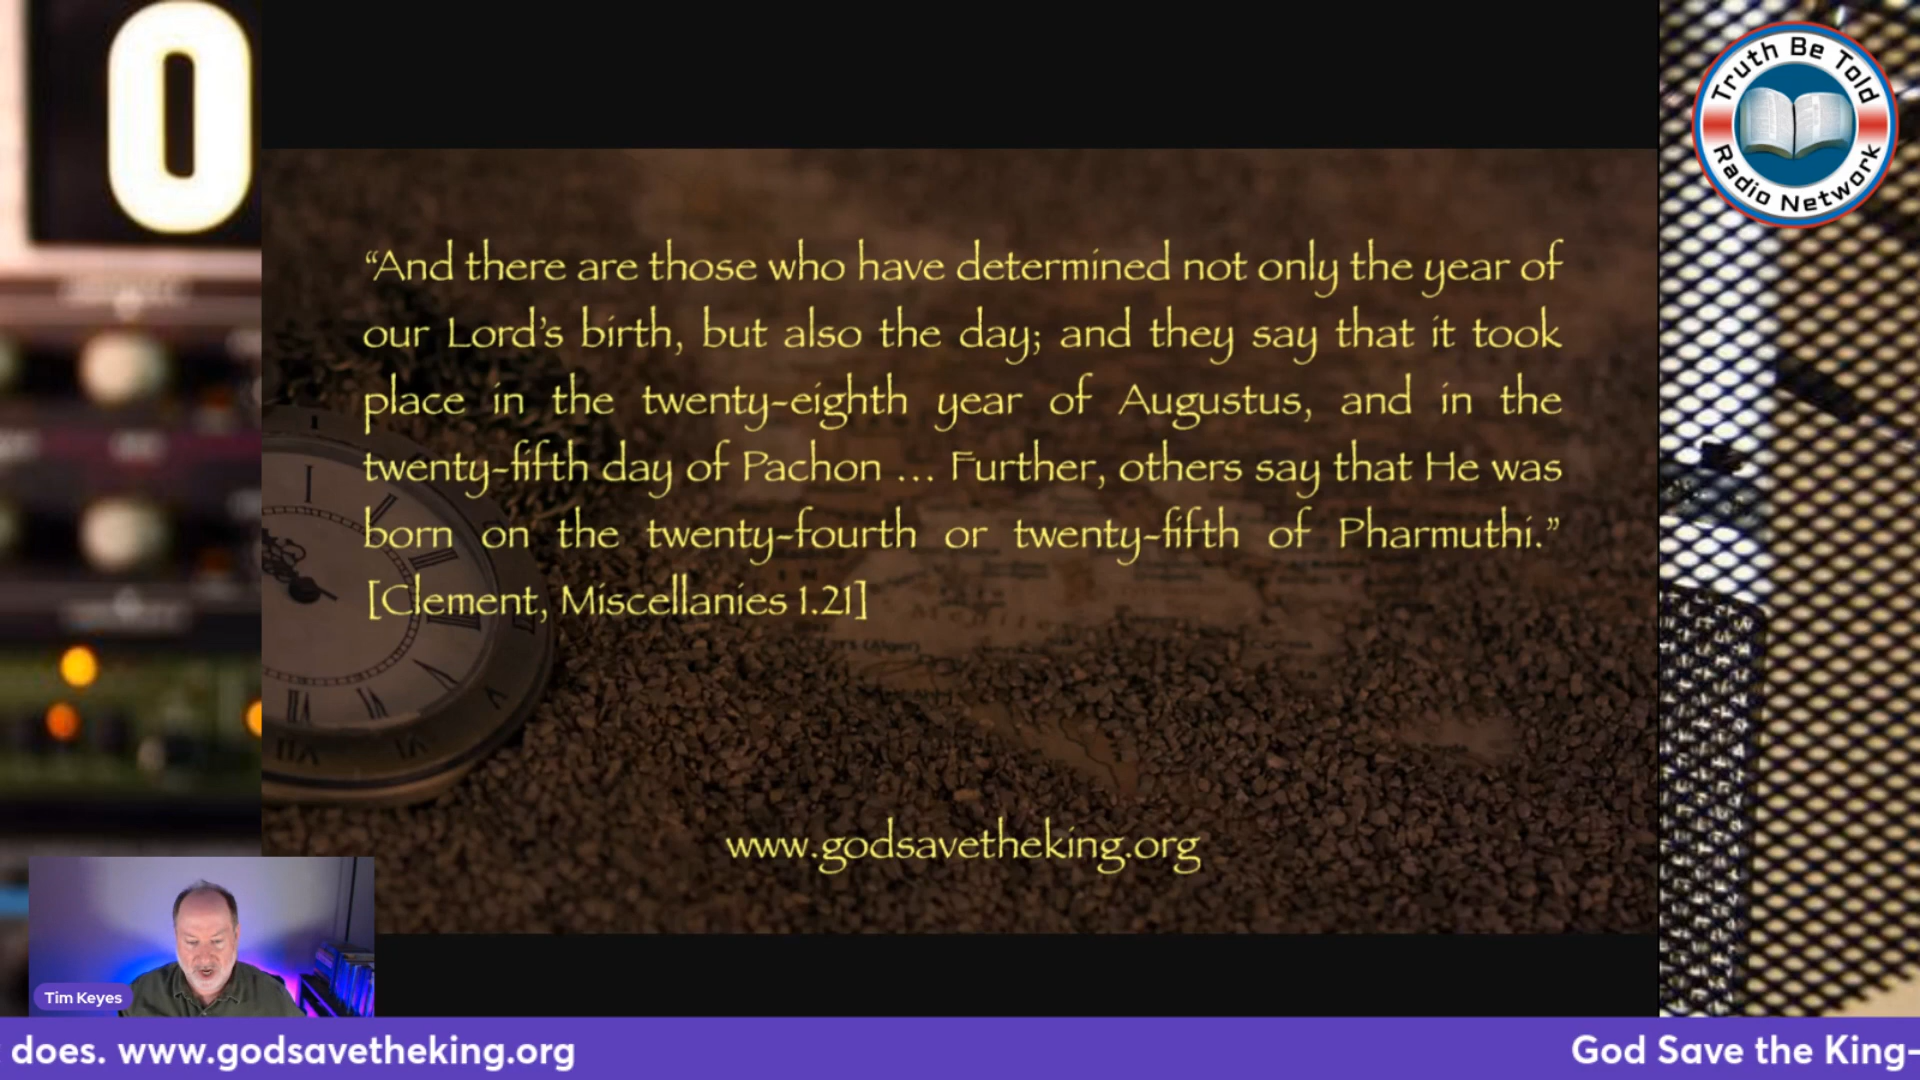 0
Truth Be Told
Radio Network
“And there are those who have determined not only the year of
our Lord’s birth, but also the day; and they say that it took
place in the twenty-eighth year of Augustus, and in the
twenty-fifth day of Pachon ... Further, others say that He was
born on the twenty-fourth or twenty-fifth of Pharmuthi.”
[Clement, Miscellanies 1.21]
www.godsavetheking.org
Tim Keyes
does. www.godsavetheking.org
God Save the King-